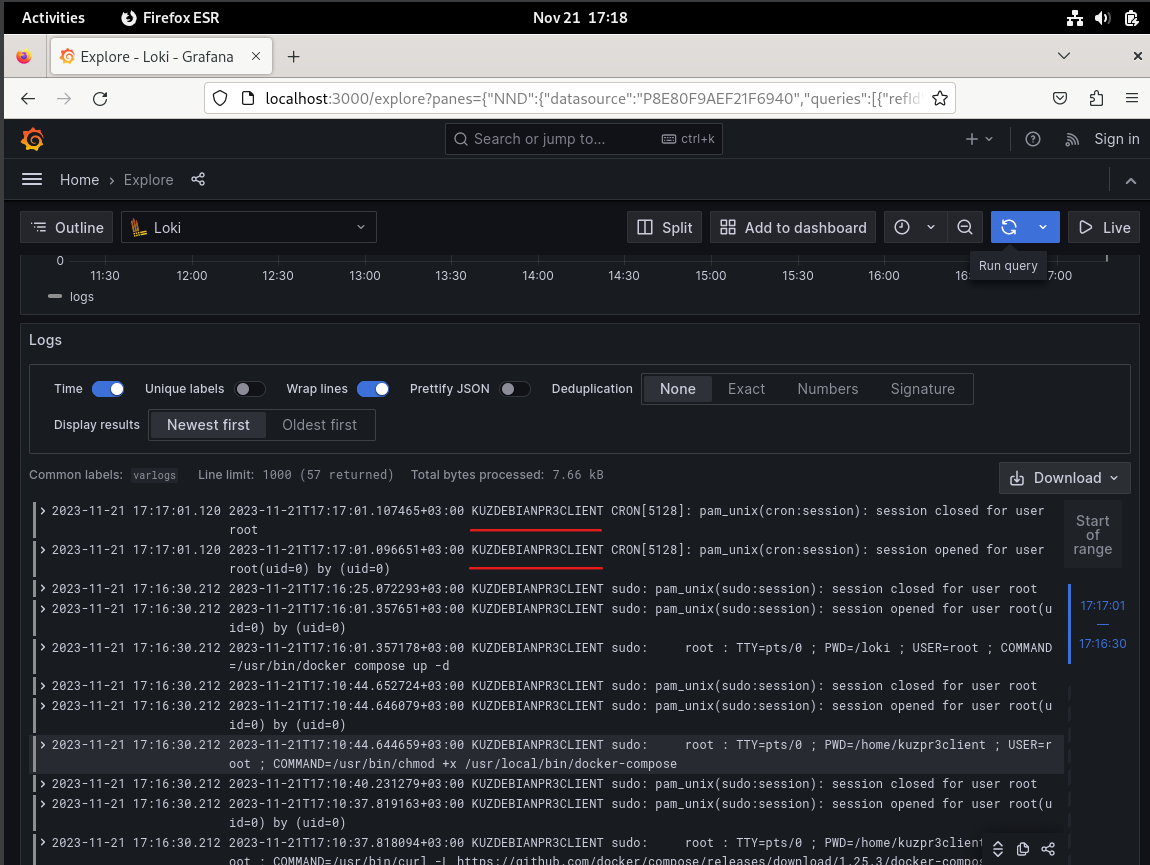 Activities Firefox ESR Nov 21 17:18
Explore - Loki - Grafana
localhost:3000/explore?panes={"NND":{"datasource":"P8E80F9AEF21F6940","queries":[{"refId
Search or jump to... ctrl+k Sign in
Home › Explore
Outline Loki Split Add to dashboard Live
Run query
0
11:30 12:00 12:30 13:00 13:30 14:00 14:30 15:00 15:30 16:00 7:00
logs
Logs
Time Unique labels Wrap lines Prettify JSON Deduplication None Exact Numbers Signature
Display results Newest first Oldest first
Common labels: varlogs Line limit: 1000 (57 returned) Total bytes processed: 7.66 kB
Download
2023-11-21 17:17:01.120 2023-11-21T17:17:01.107465+03:00 KUZDEBIANPR3CLIENT CRON[5128]: pam_unix(cron:session): session closed for user
root
2023-11-21 17:17:01.120 2023-11-21T17:17:01.096651+03:00 KUZDEBIANPR3CLIENT CRON[5128]: pam_unix(cron:session): session opened for user
root(uid=0) by (uid=0)
2023-11-21 17:16:30.212 2023-11-21T17:16:25.072293+03:00 KUZDEBIANPR3CLIENT sudo: pam_unix(sudo:session): session closed for user root
2023-11-21 17:16:30.212 2023-11-21T17:16:01.357651+03:00 KUZDEBIANPR3CLIENT sudo: pam_unix(sudo:session): session opened for user root(u
id=0) by (uid=0)
2023-11-21 17:16:30.212 2023-11-21T17:16:01.357178+03:00 KUZDEBIANPR3CLIENT sudo: root : TTY=pts/0 ; PWD=/loki ; USER=root ; COMMAND
=/usr/bin/docker compose up -d
2023-11-21 17:16:30.212 2023-11-21T17:10:44.652724+03:00 KUZDEBIANPR3CLIENT sudo: pam_unix(sudo:session): session closed for user root
2023-11-21 17:16:30.212 2023-11-21T17:10:44.646079+03:00 KUZDEBIANPR3CLIENT sudo: pam_unix(sudo:session): session opened for user root(u
id=0) by (uid=0)
2023-11-21 17:16:30.212 2023-11-21T17:10:44.644659+03:00 KUZDEBIANPR3CLIENT sudo: root : TTY=pts/0 ; PWD=/home/kuzpr3client ; USER=r
oot ; COMMAND=/usr/bin/chmod +x /usr/local/bin/docker-compose
2023-11-21 17:16:30.212 2023-11-21T17:10:40.231279+03:00 KUZDEBIANPR3CLIENT sudo: pam_unix(sudo:session): session closed for user root
2023-11-21 17:16:30.212 2023-11-21T17:10:37.819163+03:00 KUZDEBIANPR3CLIENT sudo: pam_unix(sudo:session): session opened for user root(u
id=0) by (uid=0)
2023-11-21 17:16:30.212 2023-11-21T17:10:37.818094+03:00 KUZDEBIANPR3CLIENT sudo: root : TTY=pts/0 ; PWD=/home/kuzpr3client
oot ; COMMAND=/usr/bin/curl -L https://github.com/docker/compose/releases/download/1.25.3/docker-compo
Start
of
range
17:17:01
—
17:16:30